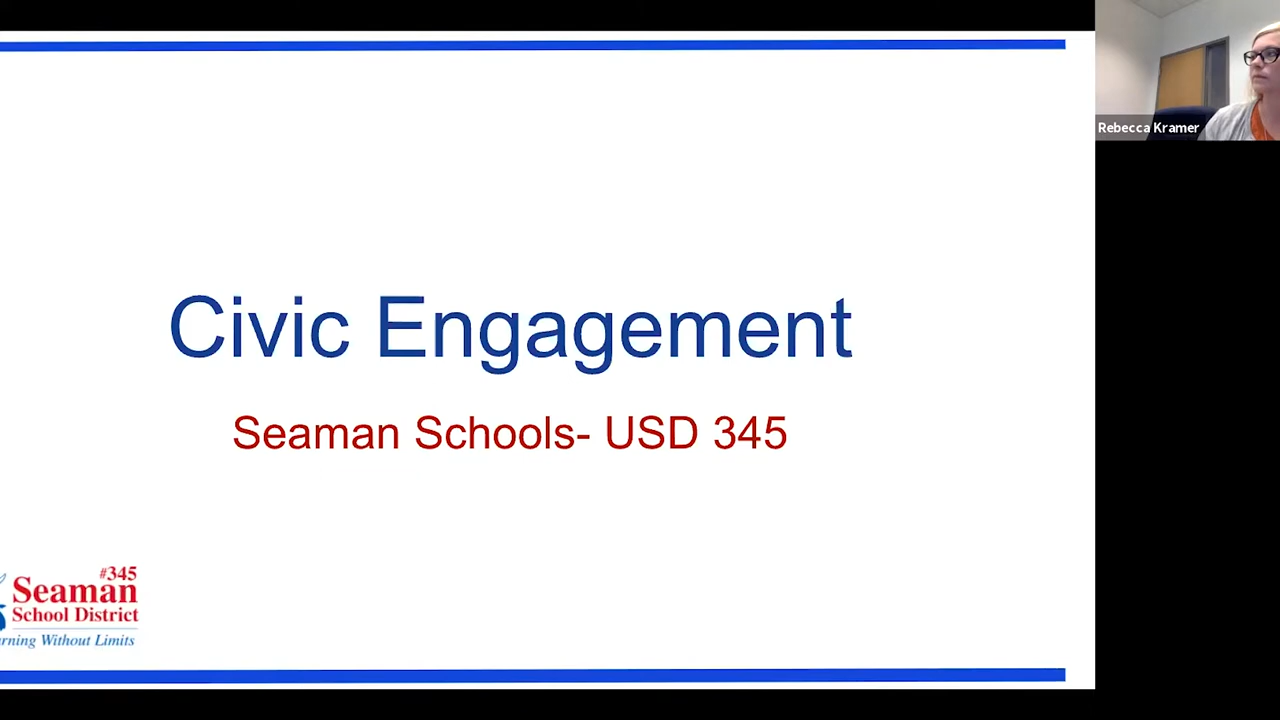 Rebecca Kramer
Civic Engagement
Seaman Schools- USD 345
#345
Seaman
School District
rning Without Limits